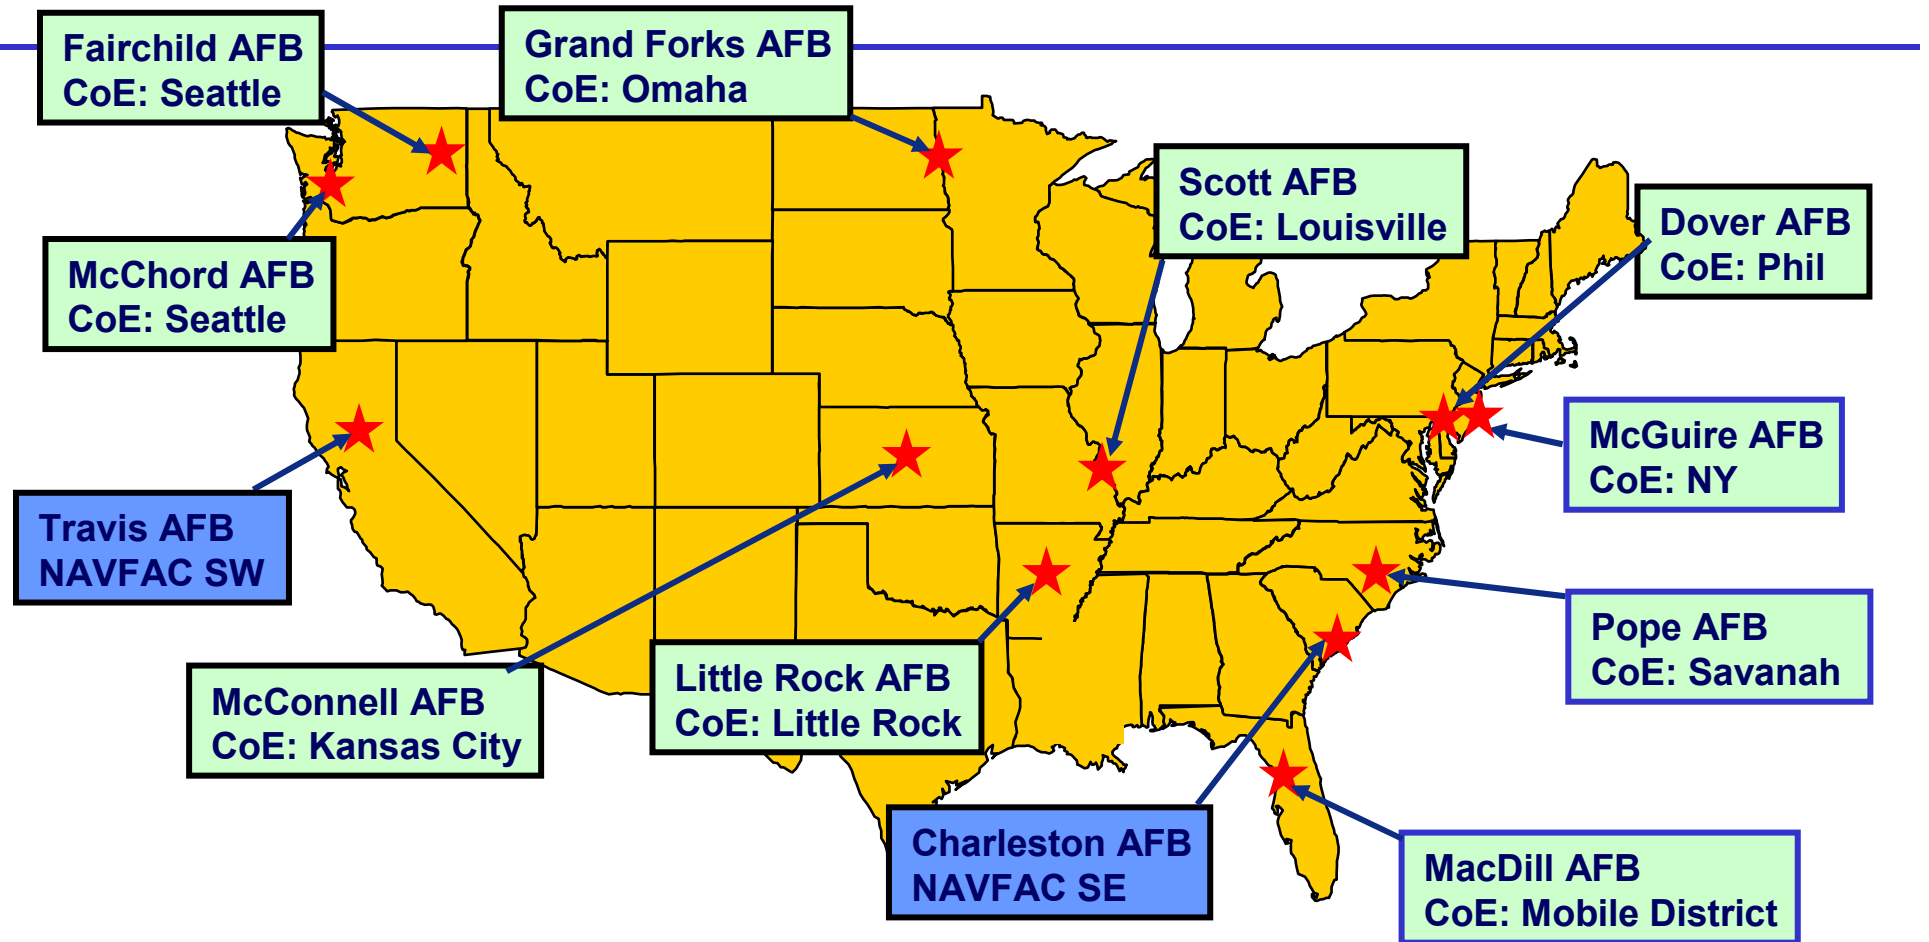 Fairchild AFB
CoE: Seattle
Grand Forks AFB
CoE: Omaha
Scott AFB
CoE: Louisville
Dover AFB
CoE: Phil
McChord AFB
CoE: Seattle
McGuire AFB
CoE: NY
Travis AFB
NAVFAC SW
Pope AFB
CoE: Savanah
McConnell AFB
CoE: Kansas City
Little Rock AFB
CoE: Little Rock
Charleston AFB
NAVFAC SE
MacDill AFB
CoE: Mobile District